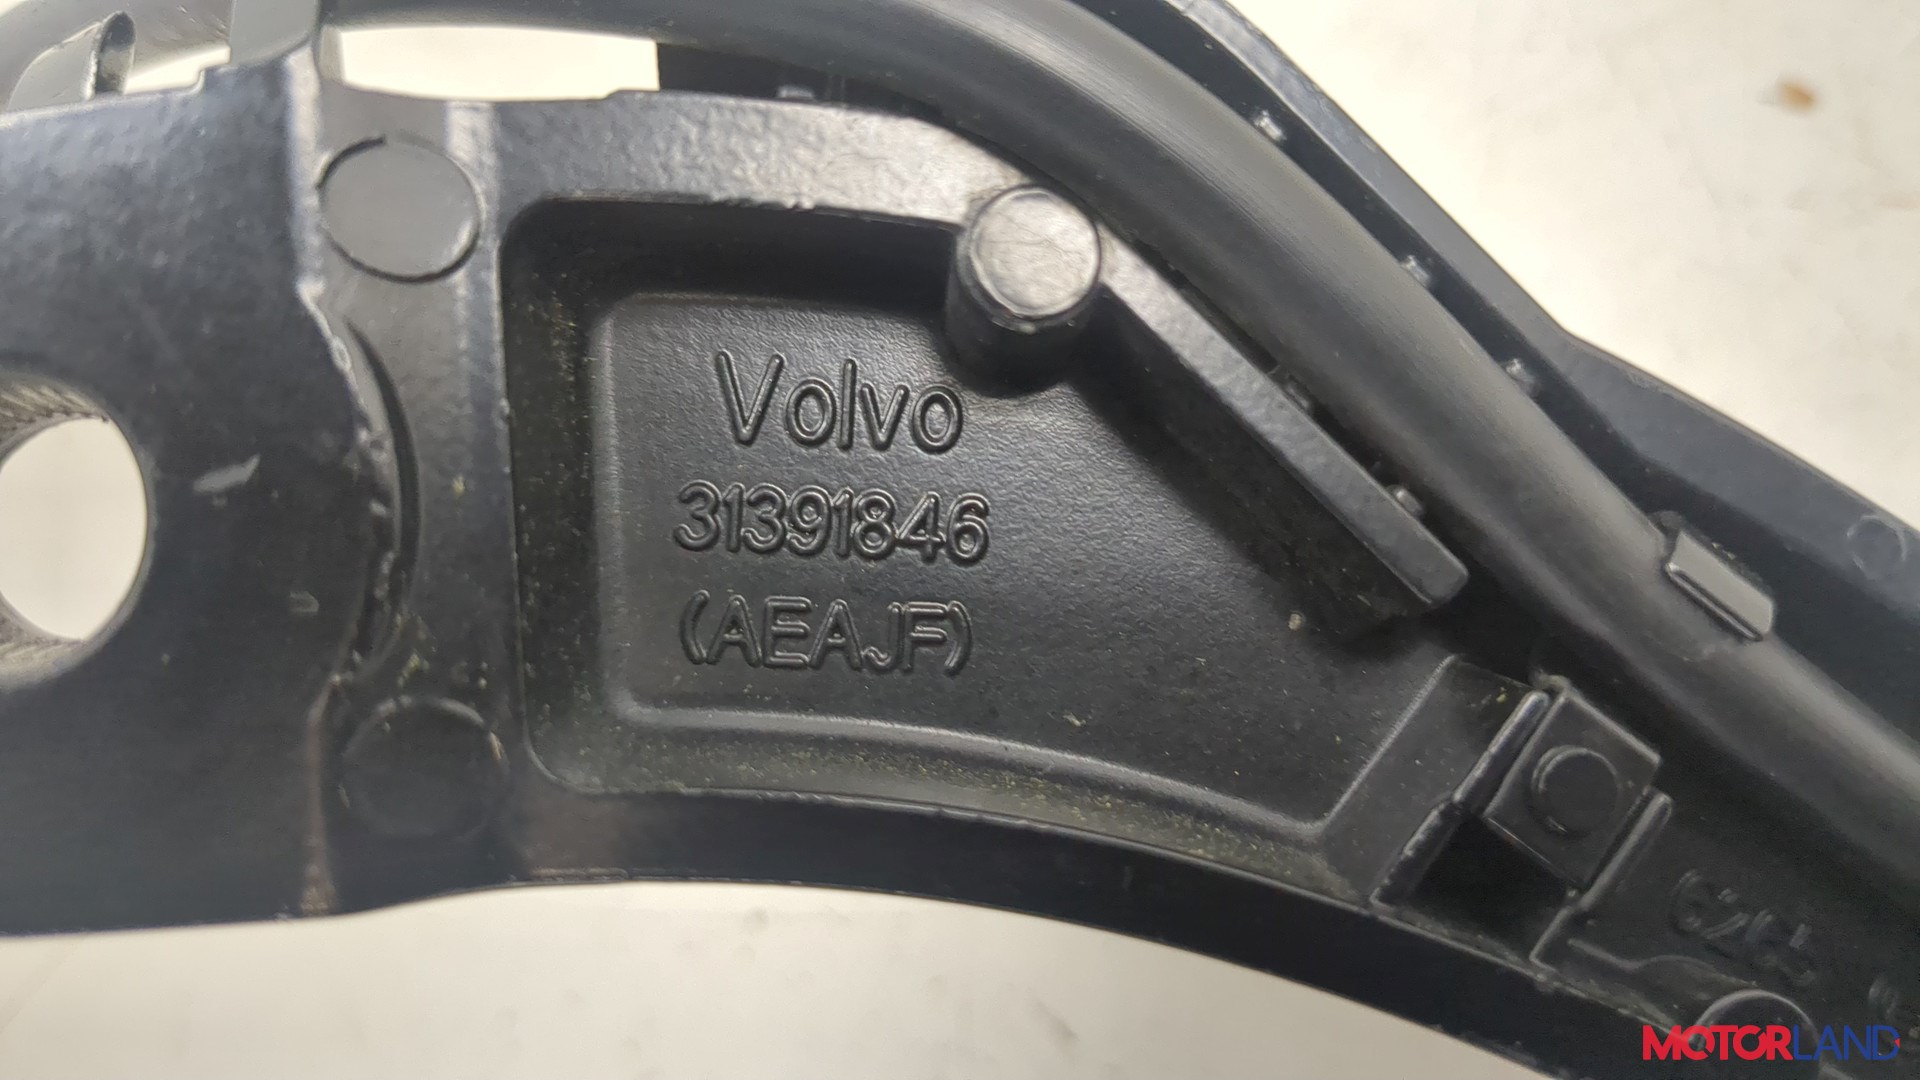 Volvo
31391846
(AEAJF)
MOTORLAND